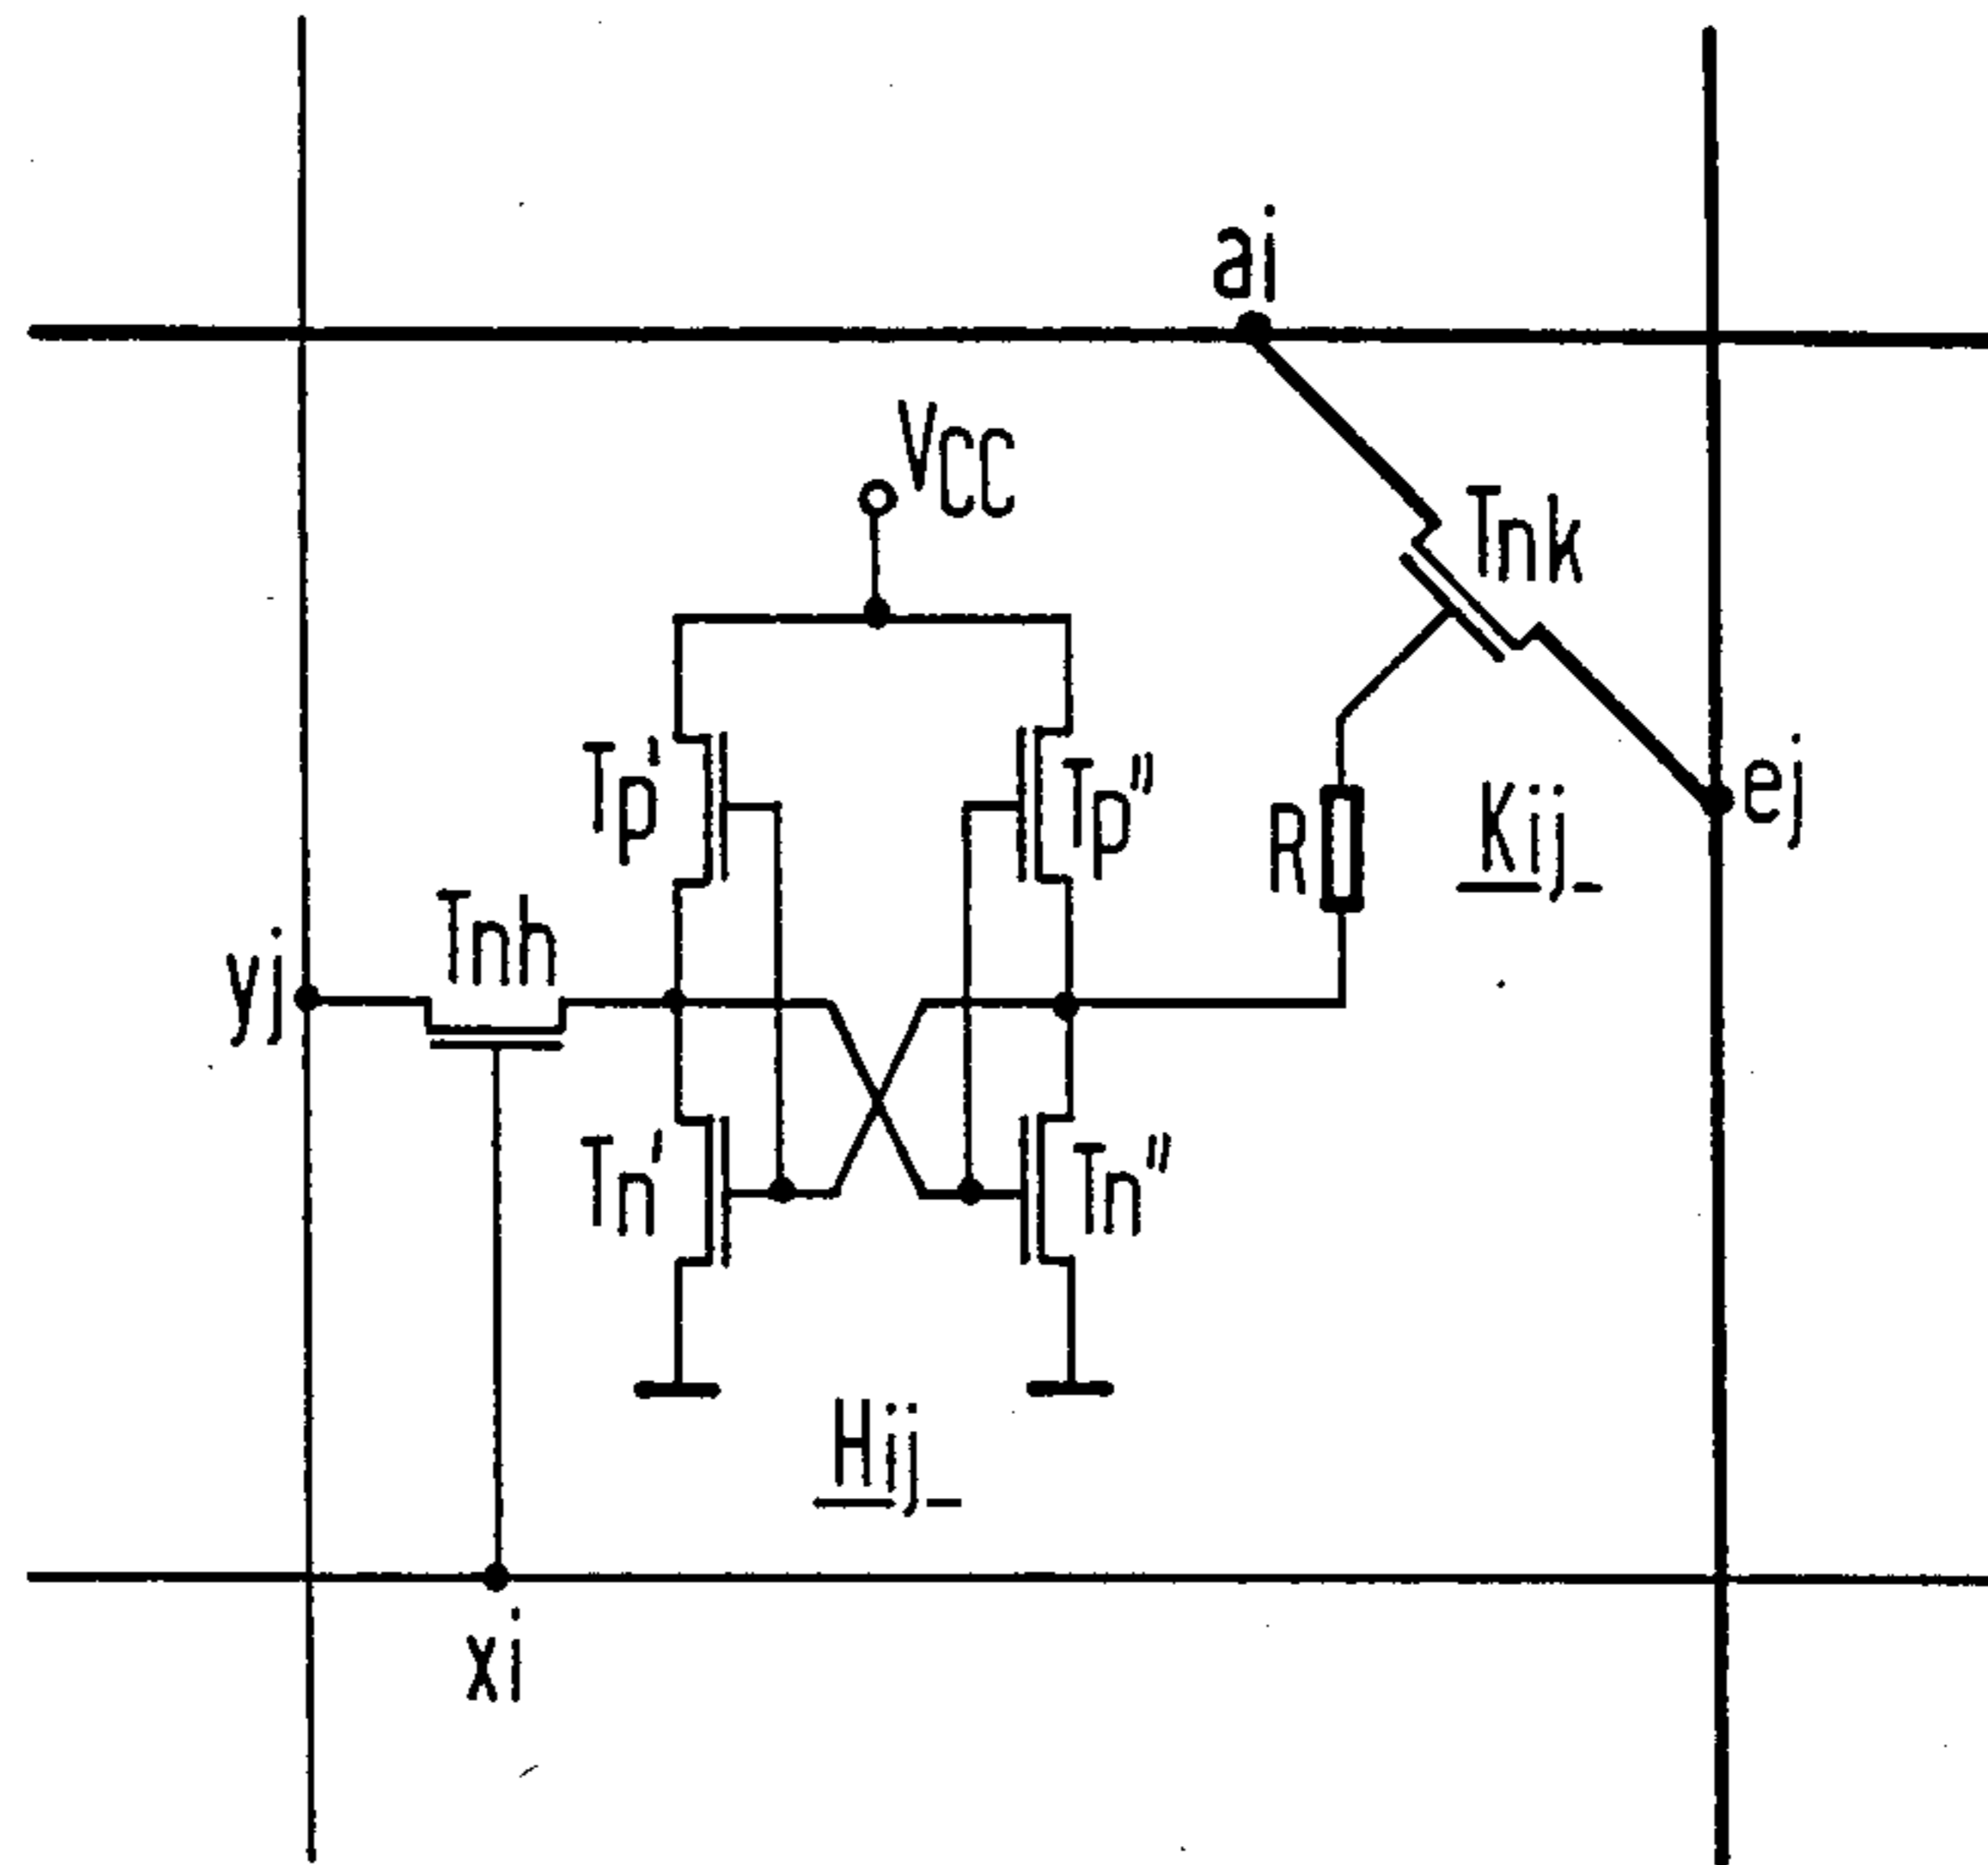 ai
VCC
Tnk
Tp'
Tp"
ej
R
Kij
Tnh
yj
Tn'
Tn"
Hij
xi